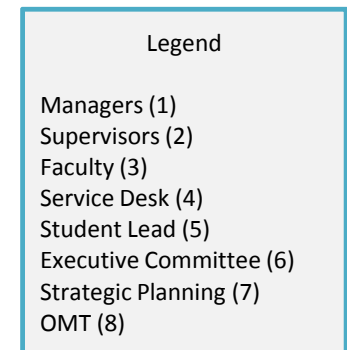 Legend
Managers (1)
Supervisors (2)
Faculty (3)
Service Desk (4)
Student Lead (5)
Executive Committee (6)
Strategic Planning (7)
OMT (8)